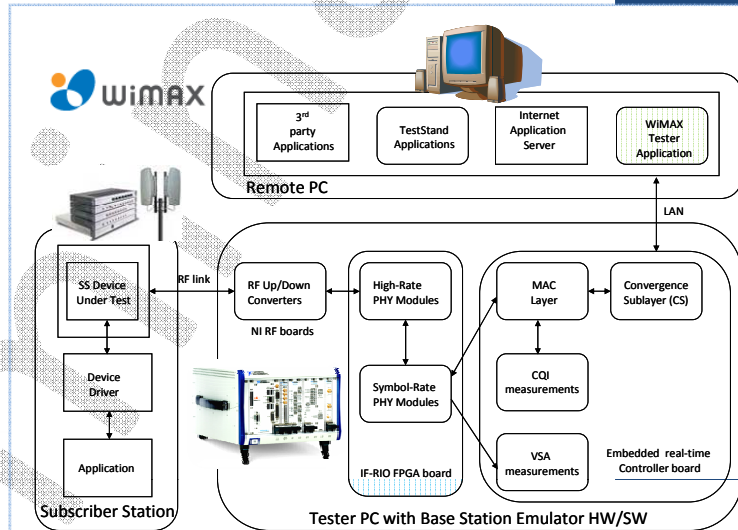 WiMAX
3rd
party
Applications
TestStand
Applications
Internet
Application
Server
WiMAX
Tester
Application
Remote PC
LAN
SS Device
Under Test
RF link
RF Up/Down
Converters
NI RF boards
High-Rate
PHY Modules
MAC
Layer
Convergence
Sublayer (CS)
Device
Driver
Symbol-Rate
PHY Modules
CQI
measurements
Application
VSA
measurements
IF-RIO FPGA board
Embedded real-time
Controller board
Subscriber Station
Tester PC with Base Station Emulator HW/SW